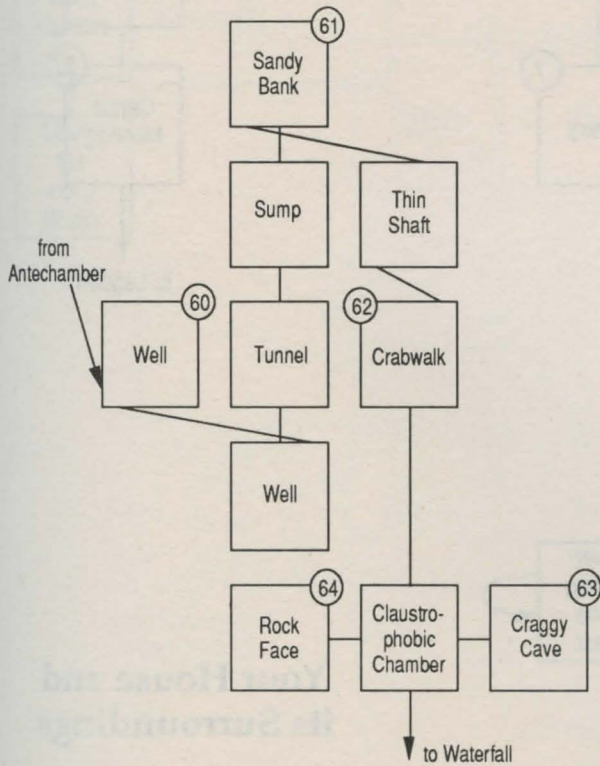 61
Sandy
Bank
Sump
Thin
Shaft
from
Antechamber
60
Well
Tunnel
62
Crabwalk
Well
64
Rock
Face
Claustro-
phobic
Chamber
63
Craggy
Cave
to Waterfall
Your House and
its Surroundings